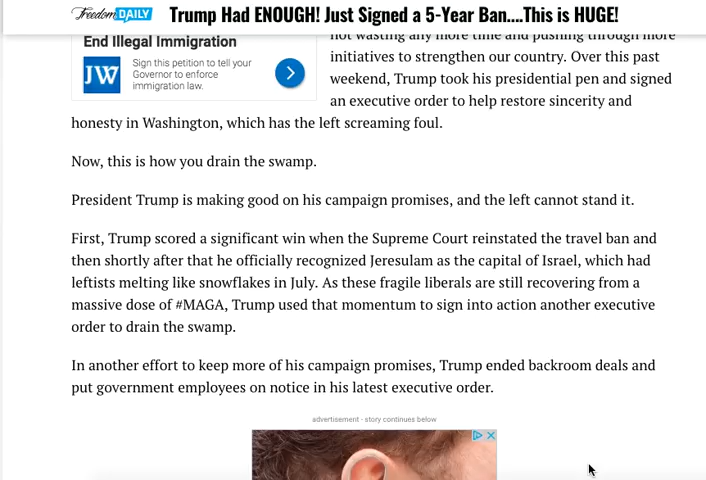 Freedom DAILY Trump Had ENOUGH! Just Signed a 5-Year Ban....This is HUGE!
End Illegal Immigration
JW
Sign this petition to tell your
Governor to enforce
immigration law.
not wasting any more time and pushing through more
initiatives to strengthen our country. Over this past
weekend, Trump took his presidential pen and signed
an executive order to help restore sincerity and
honesty in Washington, which has the left screaming foul.
Now, this is how you drain the swamp.
President Trump is making good on his campaign promises, and the left cannot stand it.
First, Trump scored a significant win when the Supreme Court reinstated the travel ban and
then shortly after that he officially recognized Jeresulam as the capital of Israel, which had
leftists melting like snowflakes in July. As these fragile liberals are still recovering from a
massive dose of #MAGA, Trump used that momentum to sign into action another executive
order to drain the swamp.
In another effort to keep more of his campaign promises, Trump ended backroom deals and
put government employees on notice in his latest executive order.
advertisement - story continues below